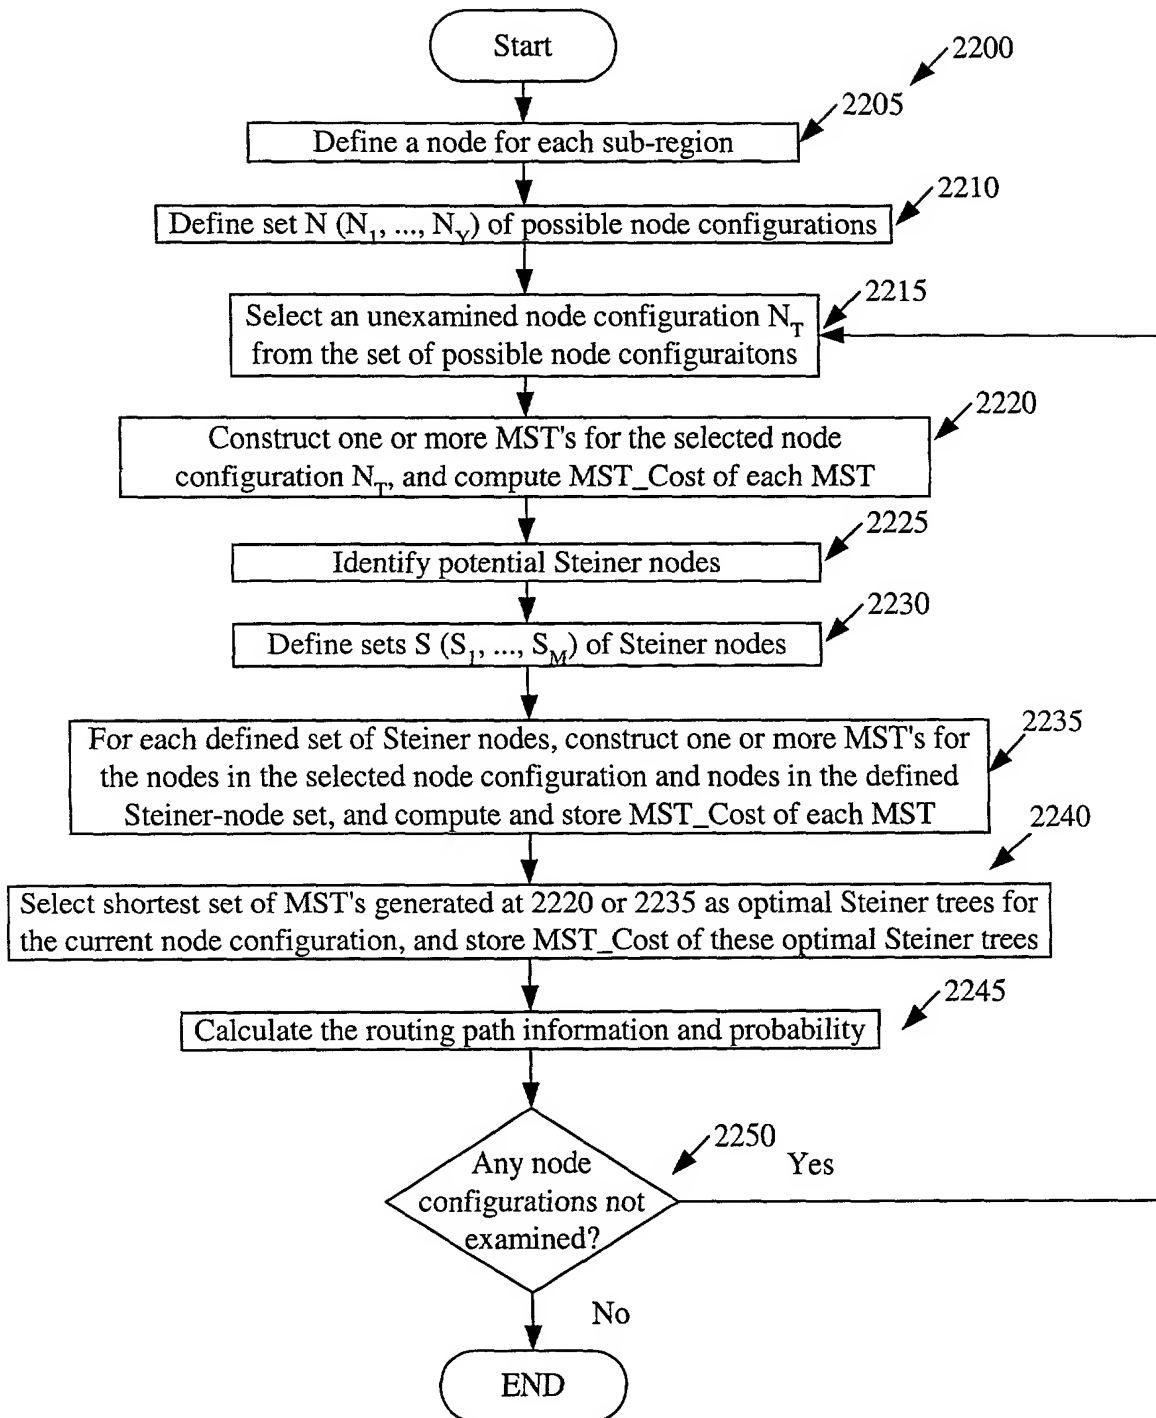 Start
2200
2205
Define a node for each sub-region
2210
Define set N (N₁, ..., N_Y) of possible node configurations
2215
Select an unexamined node configuration N_T
from the set of possible node configuraitons
2220
Construct one or more MST's for the selected node
configuration N_T, and compute MST_Cost of each MST
2225
Identify potential Steiner nodes
2230
Define sets S (S₁, ..., S_M) of Steiner nodes
2235
For each defined set of Steiner nodes, construct one or more MST's for
the nodes in the selected node configuration and nodes in the defined
Steiner-node set, and compute and store MST_Cost of each MST
2240
Select shortest set of MST's generated at 2220 or 2235 as optimal Steiner trees for
the current node configuration, and store MST_Cost of these optimal Steiner trees
2245
Calculate the routing path information and probability
2250
Any node
configurations not
examined?
Yes
No
END